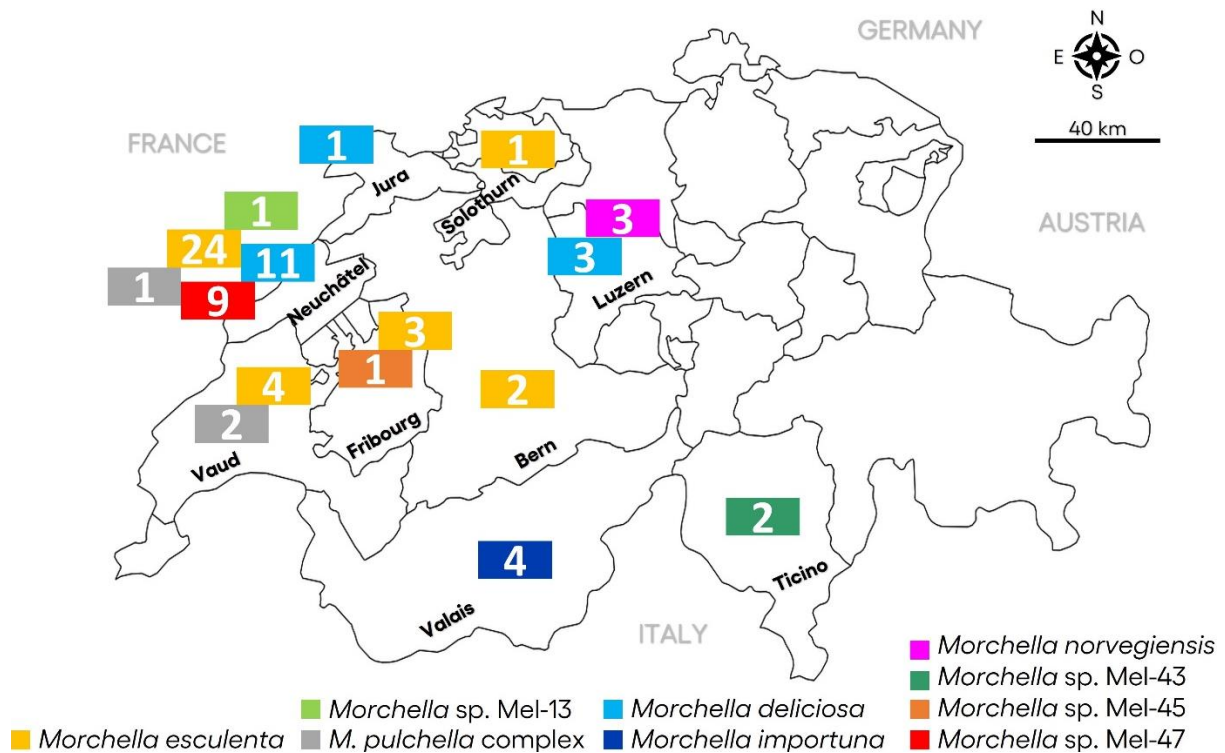 GERMANY
N
E O
S
40 km
FRANCE
1
Jura
1
Solothurn
1
3
AUSTRIA
24
11
3
Luzern
1
9
Neuchâtel
3
1
4
2
2
Fribourg
Vaud
Bern
2
4
Ticino
Valais
ITALY
Morchella norvegiensis
Morchella sp. Mel-43
Morchella sp. Mel-13
Morchella deliciosa
Morchella sp. Mel-45
Morchella esculenta
M. pulchella complex
Morchella importuna
Morchella sp. Mel-47